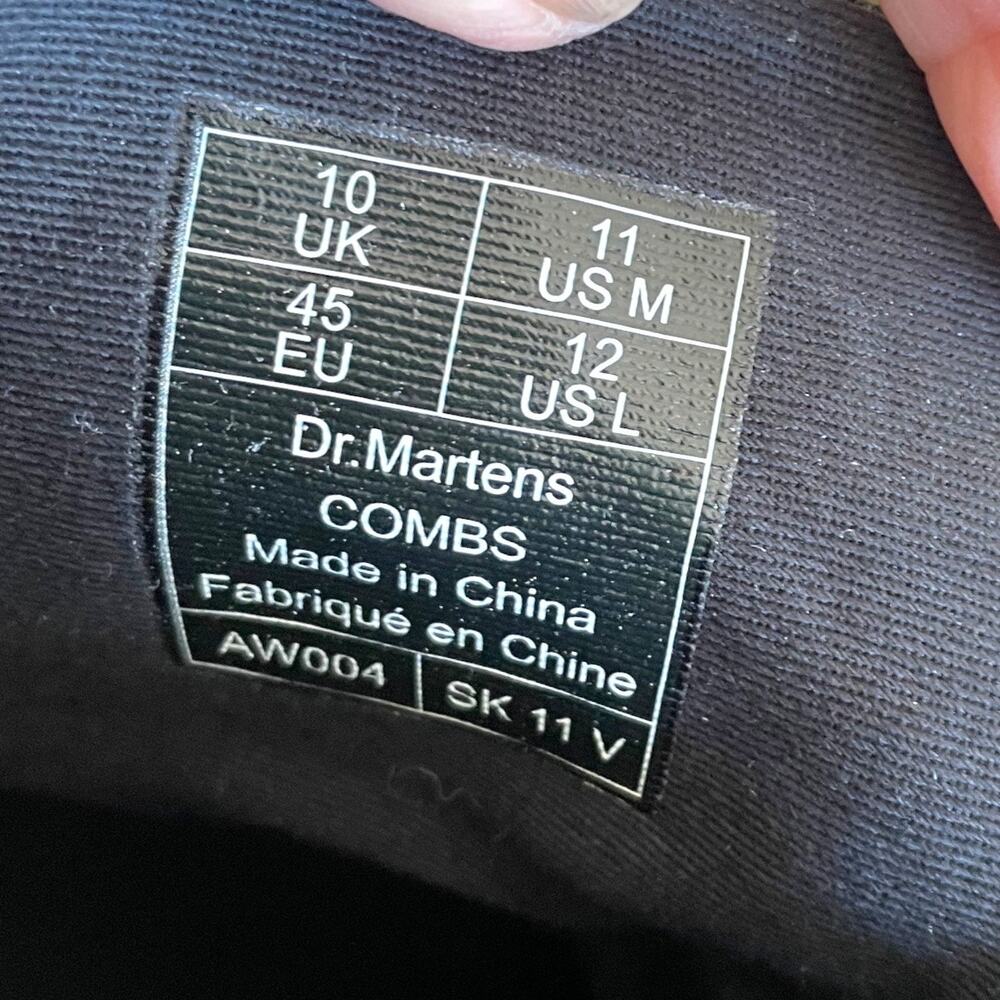 10
UK
11
US M
45
EU
12
US L
Dr.Martens
COMBS
Made in China
Fabriqué en Chine
AW004
SK 11 V